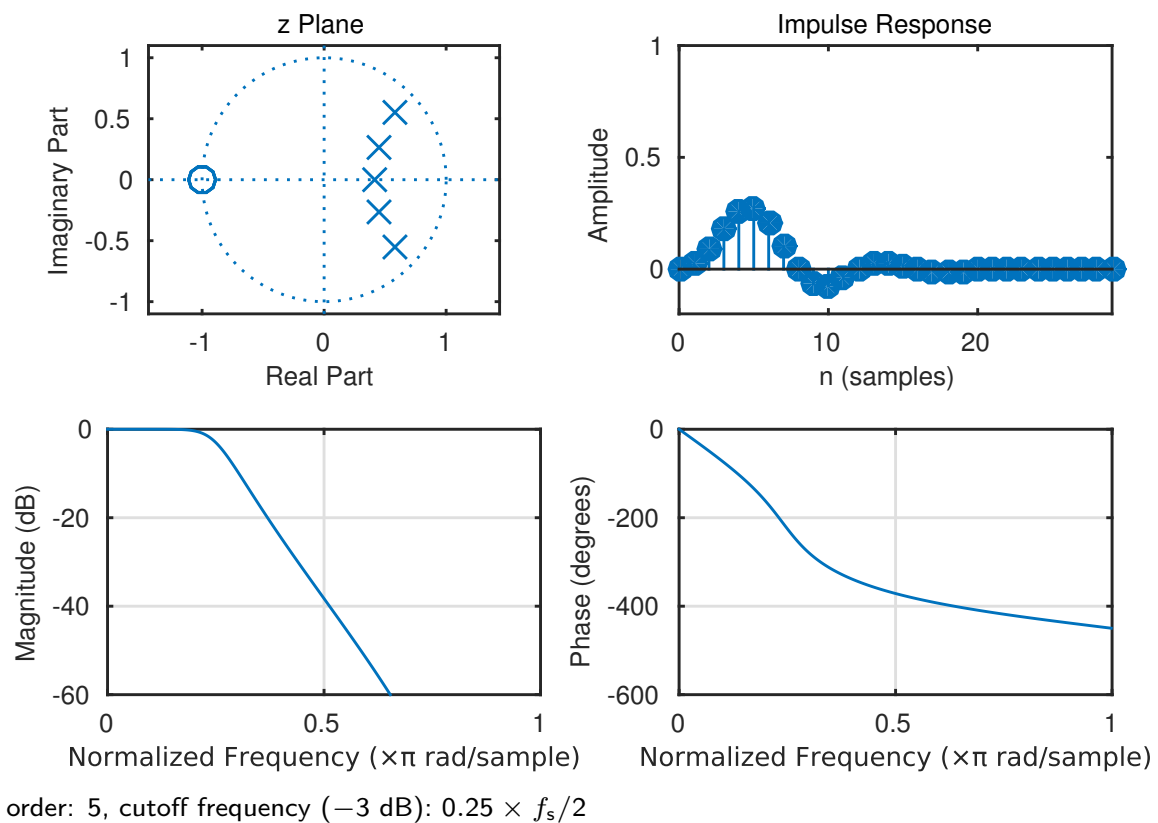 z Plane
Imaginary Part
1
0.5
0
-0.5
-1
-1 0 1
Real Part
Impulse Response
Amplitude
1
0.5
0
0 10 20
n (samples)
Magnitude (dB)
0
-20
-40
-60
0 0.5 1
Normalized Frequency (×π rad/sample)
Phase (degrees)
0
-200
-400
-600
0 0.5 1
Normalized Frequency (×π rad/sample)
order: 5, cutoff frequency (−3 dB): 0.25 × fs/2